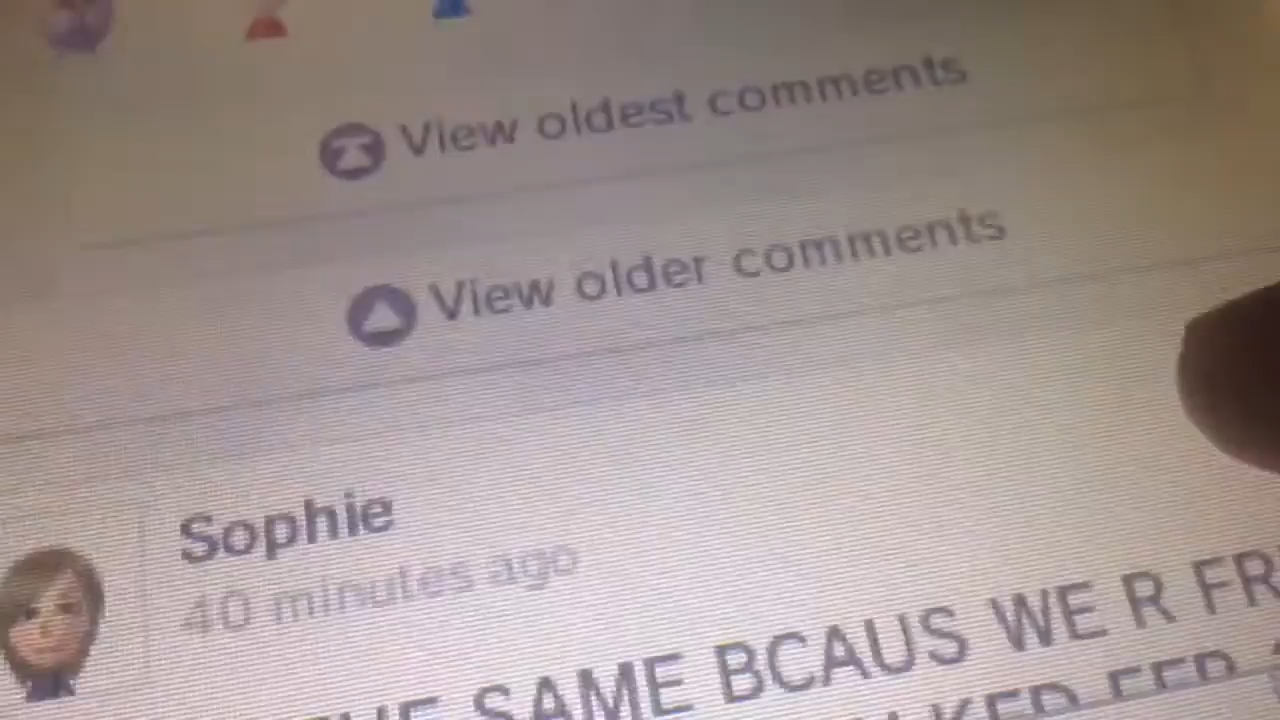 View oldest comments
View older comments
Sophie
40 minutes ago
SAME BCAUS WE R FR